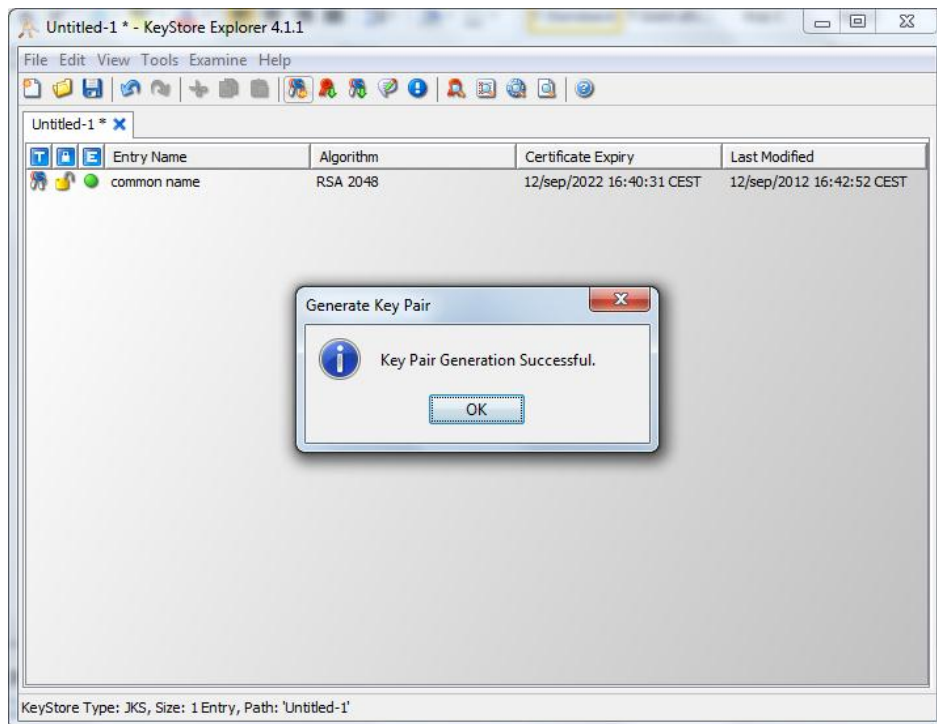 Untitled-1 * - KeyStore Explorer 4.1.1
File Edit View Tools Examine Help
Untitled-1 *
T E Entry Name Algorithm Certificate Expiry Last Modified
common name RSA 2048 12/sep/2022 16:40:31 CEST 12/sep/2012 16:42:52 CEST
Generate Key Pair
Key Pair Generation Successful.
OK
KeyStore Type: JKS, Size: 1 Entry, Path: 'Untitled-1'